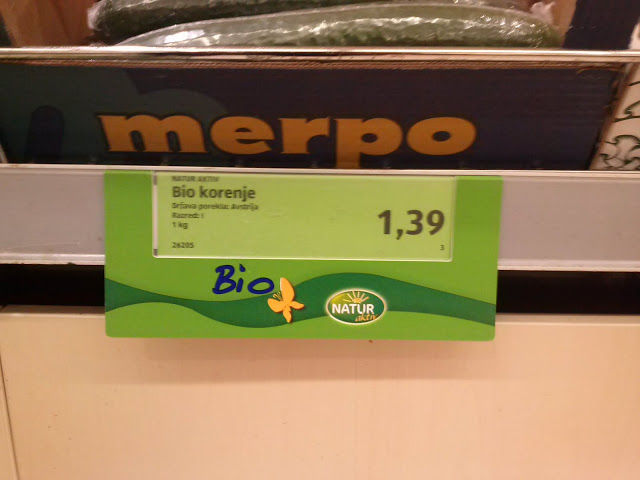 merpo
NATUR AKTIV
Bio korenje
Država porekla: Avstrija
Razred: I
1 kg
1,39
26205
3
Bio
NATUR
aktiv